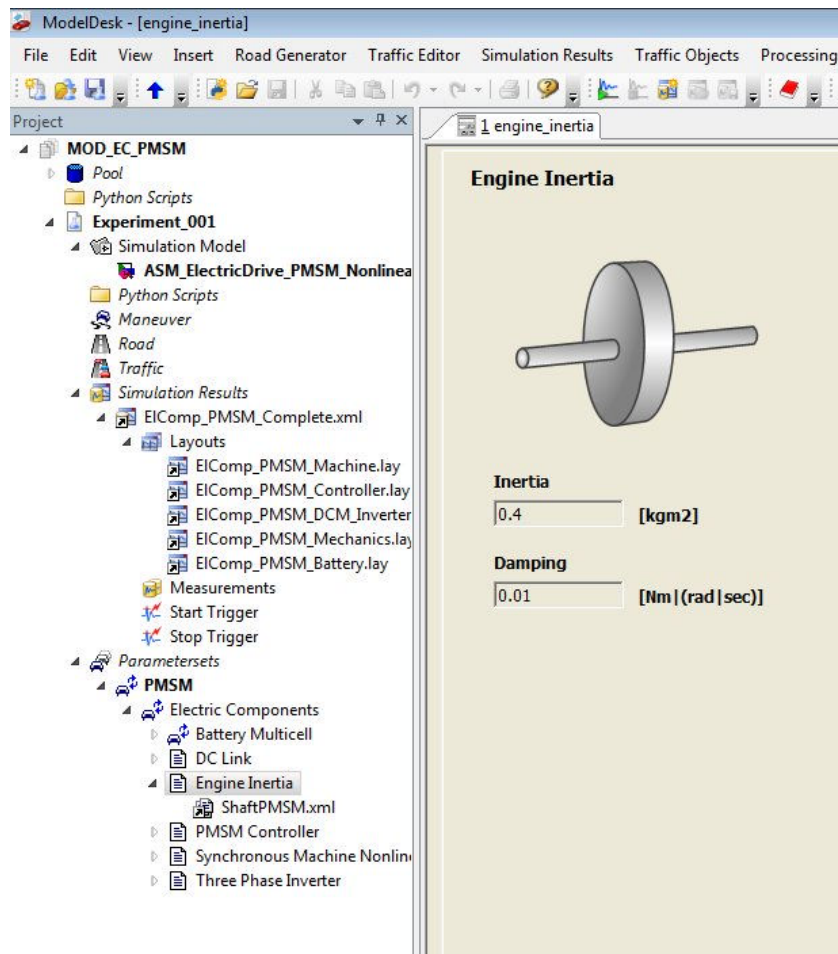 ModelDesk - [engine_inertia]
File Edit View Insert Road Generator Traffic Editor Simulation Results Traffic Objects Processing
Project
1 engine_inertia
MOD_EC_PMSM
Pool
Python Scripts
Experiment_001
Simulation Model
ASM_ElectricDrive_PMSM_Nonlinea
Python Scripts
Maneuver
Road
Traffic
Simulation Results
ElComp_PMSM_Complete.xml
Layouts
ElComp_PMSM_Machine.lay
ElComp_PMSM_Controller.lay
ElComp_PMSM_DCM_Inverter
ElComp_PMSM_Mechanics.lay
ElComp_PMSM_Battery.lay
Measurements
Start Trigger
Stop Trigger
Parametersets
PMSM
Electric Components
Battery Multicell
DC Link
Engine Inertia
ShaftPMSM.xml
PMSM Controller
Synchronous Machine Nonline
Three Phase Inverter
Engine Inertia
Inertia
0.4 [kgm2]
Damping
0.01 [Nm|(rad|sec)]